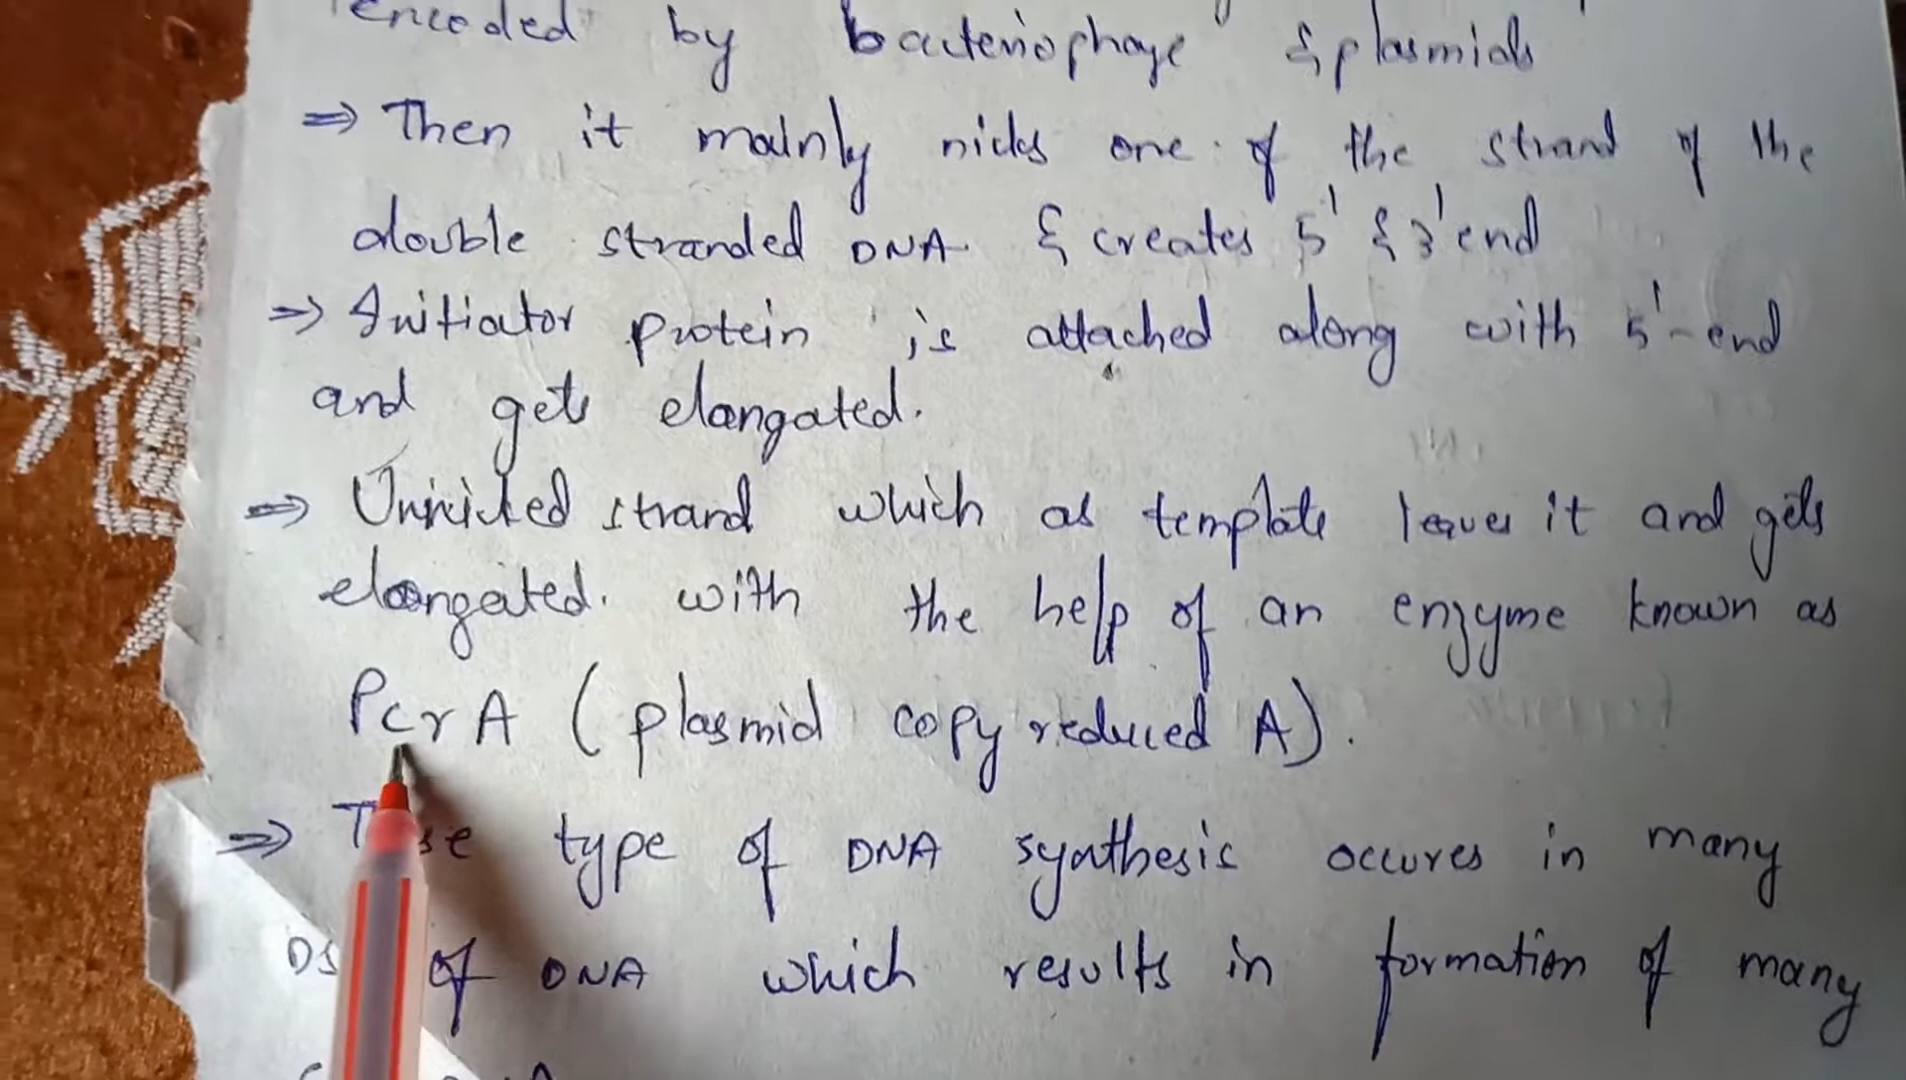 encoded by bacteriophage & plasmids
⇒ Then it mainly nicks one of the strand of the
double stranded DNA & creates 5' & 3' end
⇒ Initiator protein is attached along with 5'-end
and gets elongated.
⇒ Unnicked strand which as template leaves it and gets
elongated. with the help of an enzyme known as
PcrA (plasmid copy reduced A).
⇒ type of DNA synthesis occures in many
of DNA which results in formation of many